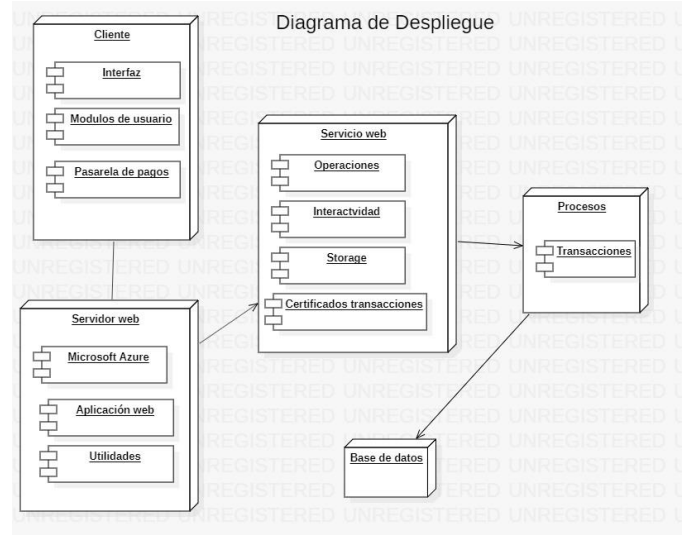 Diagrama de Despliegue
Cliente
Interfaz
Modulos de usuario
Pasarela de pagos
Servidor web
Microsoft Azure
Aplicación web
Utilidades
Servicio web
Operaciones
Interactvidad
Storage
Certificados transacciones
Procesos
Transacciones
Base de datos
UNREGISTERED